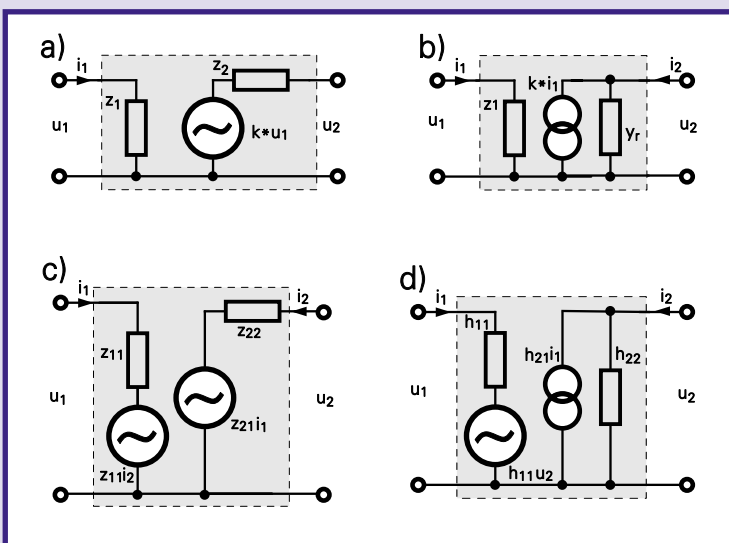 a)
i1
z2
z1
u1
k*u1
u2
b)
i1
k*i1
i2
z1
u1
yr
u2
c)
i1
i2
z22
z11
u1
z21i1
u2
z11i2
d)
i1
i2
h11
h21i1
h22
u1
u2
h11u2